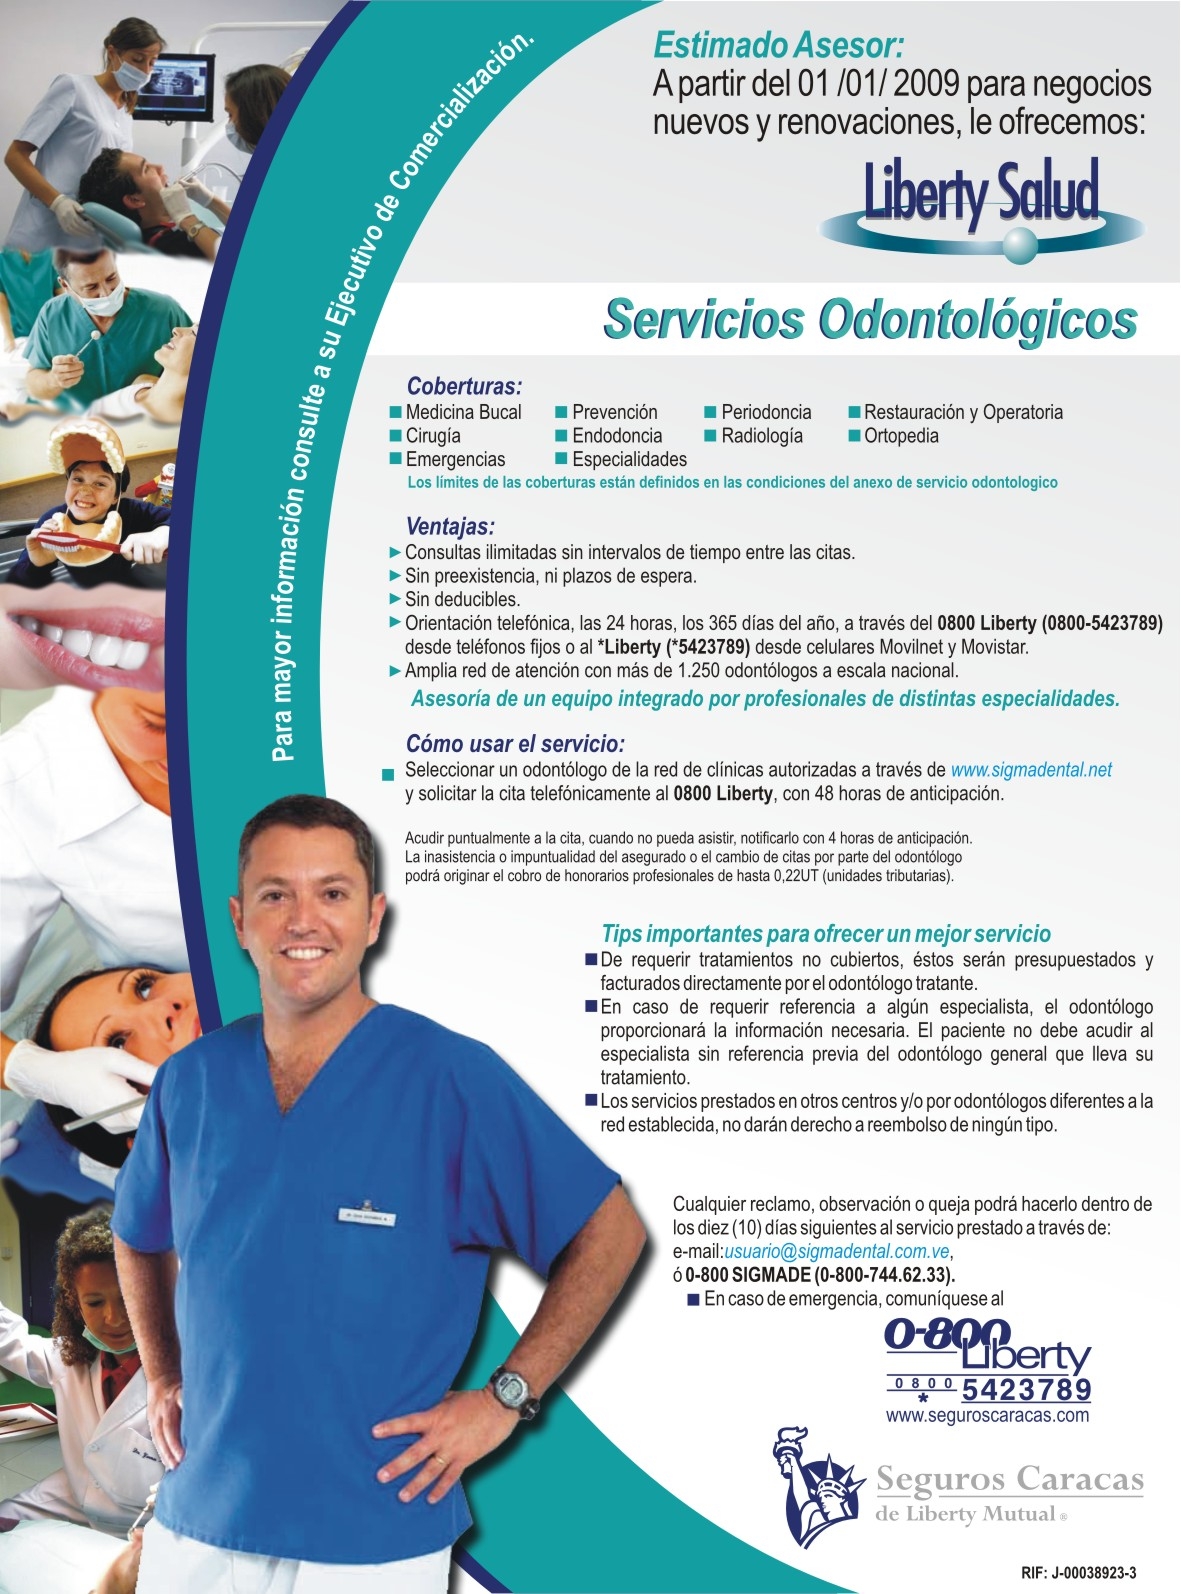 Estimado Asesor:
A partir del 01 /01/ 2009 para negocios
nuevos y renovaciones, le ofrecemos:
Liberty Salud
Servicios Odontológicos
Para mayor información consulte a su Ejecutivo de Comercialización.
Coberturas:
Medicina Bucal Prevención Periodoncia Restauración y Operatoria
Cirugía Endodoncia Radiología Ortopedia
Emergencias Especialidades
Los límites de las coberturas están definidos en las condiciones del anexo de servicio odontologico
Ventajas:
Consultas ilimitadas sin intervalos de tiempo entre las citas.
Sin preexistencia, ni plazos de espera.
Sin deducibles.
Orientación telefónica, las 24 horas, los 365 días del año, a través del 0800 Liberty (0800-5423789)
desde teléfonos fijos o al *Liberty (*5423789) desde celulares Movilnet y Movistar.
Amplia red de atención con más de 1.250 odontólogos a escala nacional.
Asesoría de un equipo integrado por profesionales de distintas especialidades.
Cómo usar el servicio:
Seleccionar un odontólogo de la red de clínicas autorizadas a través de www.sigmadental.net
y solicitar la cita telefónicamente al 0800 Liberty, con 48 horas de anticipación.
Acudir puntualmente a la cita, cuando no pueda asistir, notificarlo con 4 horas de anticipación.
La inasistencia o impuntualidad del asegurado o el cambio de citas por parte del odontólogo
podrá originar el cobro de honorarios profesionales de hasta 0,22UT (unidades tributarias).
Tips importantes para ofrecer un mejor servicio
De requerir tratamientos no cubiertos, éstos serán presupuestados y
facturados directamente por el odontólogo tratante.
En caso de requerir referencia a algún especialista, el odontólogo
proporcionará la información necesaria. El paciente no debe acudir al
especialista sin referencia previa del odontólogo general que lleva su
tratamiento.
Los servicios prestados en otros centros y/o por odontólogos diferentes a la
red establecida, no darán derecho a reembolso de ningún tipo.
Cualquier reclamo, observación o queja podrá hacerlo dentro de
los diez (10) días siguientes al servicio prestado a través de:
e-mail:usuario@sigmadental.com.ve,
ó 0-800 SIGMADE (0-800-744.62.33).
En caso de emergencia, comuníquese al
0-800 Liberty
0800 5423789
*
www.seguroscaracas.com
Seguros Caracas
de Liberty Mutual ®
RIF: J-00038923-3